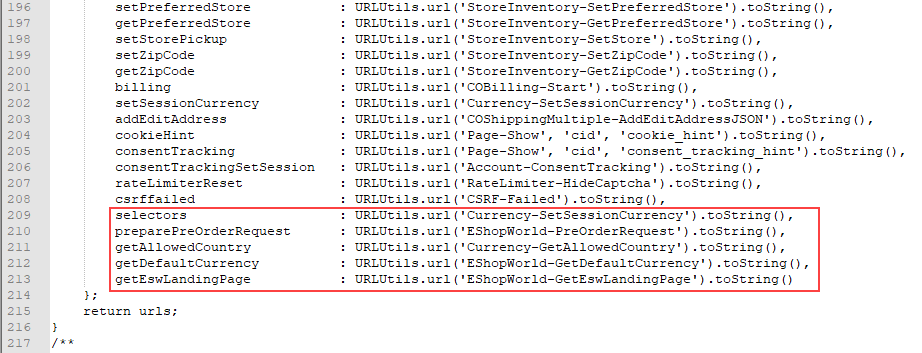 196 setPreferredStore : URLUtils.url('StoreInventory-SetPreferredStore').toString(),
197 getPreferredStore : URLUtils.url('StoreInventory-GetPreferredStore').toString(),
198 setStorePickup : URLUtils.url('StoreInventory-SetStore').toString(),
199 setZipCode : URLUtils.url('StoreInventory-SetZipCode').toString(),
200 getZipCode : URLUtils.url('StoreInventory-GetZipCode').toString(),
201 billing : URLUtils.url('COBilling-Start').toString(),
202 setSessionCurrency : URLUtils.url('Currency-SetSessionCurrency').toString(),
203 addEditAddress : URLUtils.url('COShippingMultiple-AddEditAddressJSON').toString(),
204 cookieHint : URLUtils.url('Page-Show', 'cid', 'cookie_hint').toString(),
205 consentTracking : URLUtils.url('Page-Show', 'cid', 'consent_tracking_hint').toString(),
206 consentTrackingSetSession : URLUtils.url('Account-ConsentTracking').toString(),
207 rateLimiterReset : URLUtils.url('RateLimiter-HideCaptcha').toString(),
208 csrffailed : URLUtils.url('CSRF-Failed').toString(),
209 selectors : URLUtils.url('Currency-SetSessionCurrency').toString(),
210 preparePreOrderRequest : URLUtils.url('EShopWorld-PreOrderRequest').toString(),
211 getAllowedCountry : URLUtils.url('Currency-GetAllowedCountry').toString(),
212 getDefaultCurrency : URLUtils.url('EShopWorld-GetDefaultCurrency').toString(),
213 getEswLandingPage : URLUtils.url('EShopWorld-GetEswLandingPage').toString()
214 };
215 return urls;
216 }
217 /**